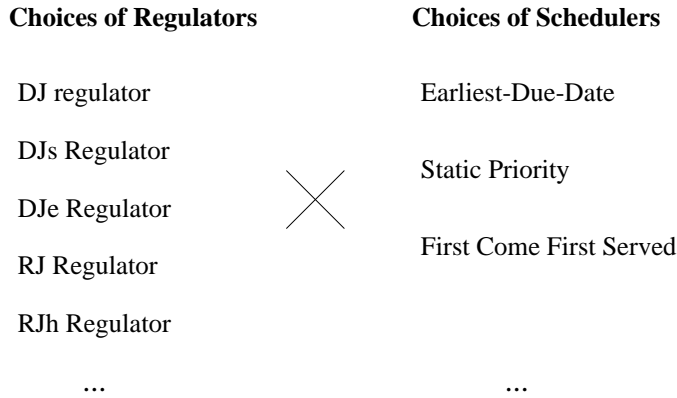 Choices of Regulators
DJ regulator
DJs Regulator
DJe Regulator
RJ Regulator
RJh Regulator
...
Choices of Schedulers
Earliest-Due-Date
Static Priority
First Come First Served
...